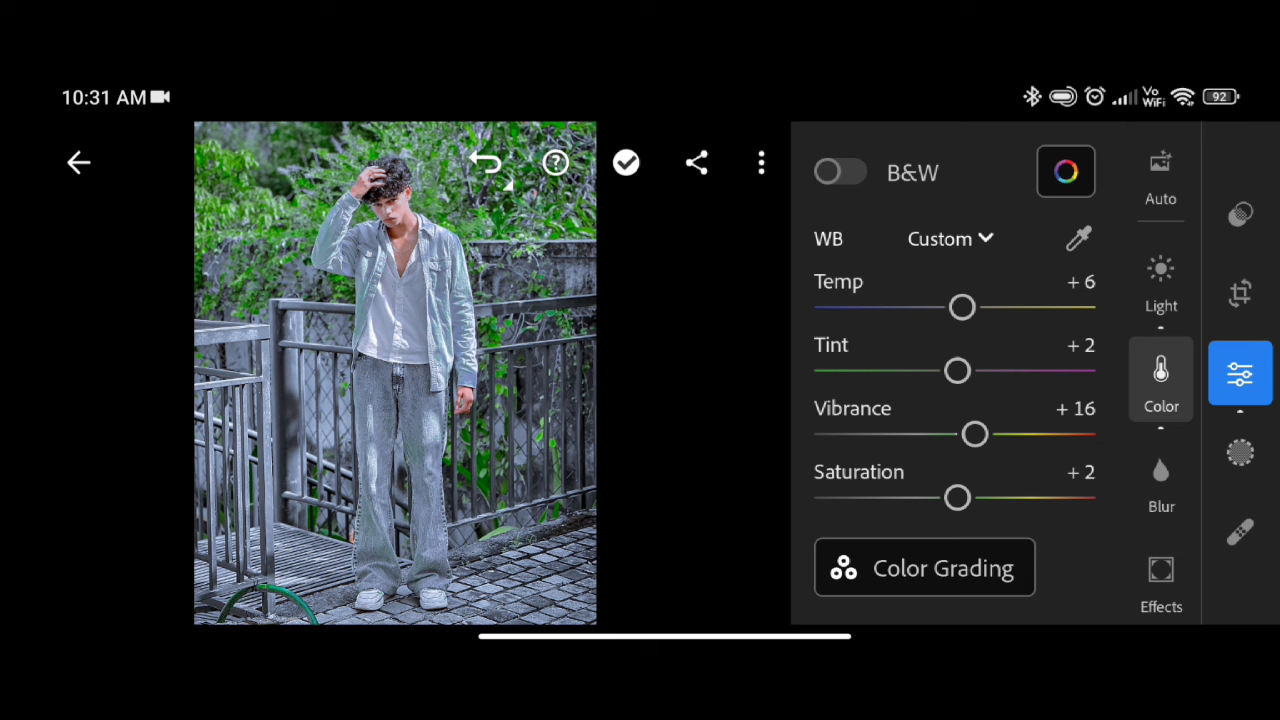 10:31 AM
Vo
WiFi
92
B&W
Auto
WB
Custom
Temp
+ 6
Light
Tint
+ 2
Vibrance
+ 16
Color
Saturation
+ 2
Blur
Color Grading
Effects